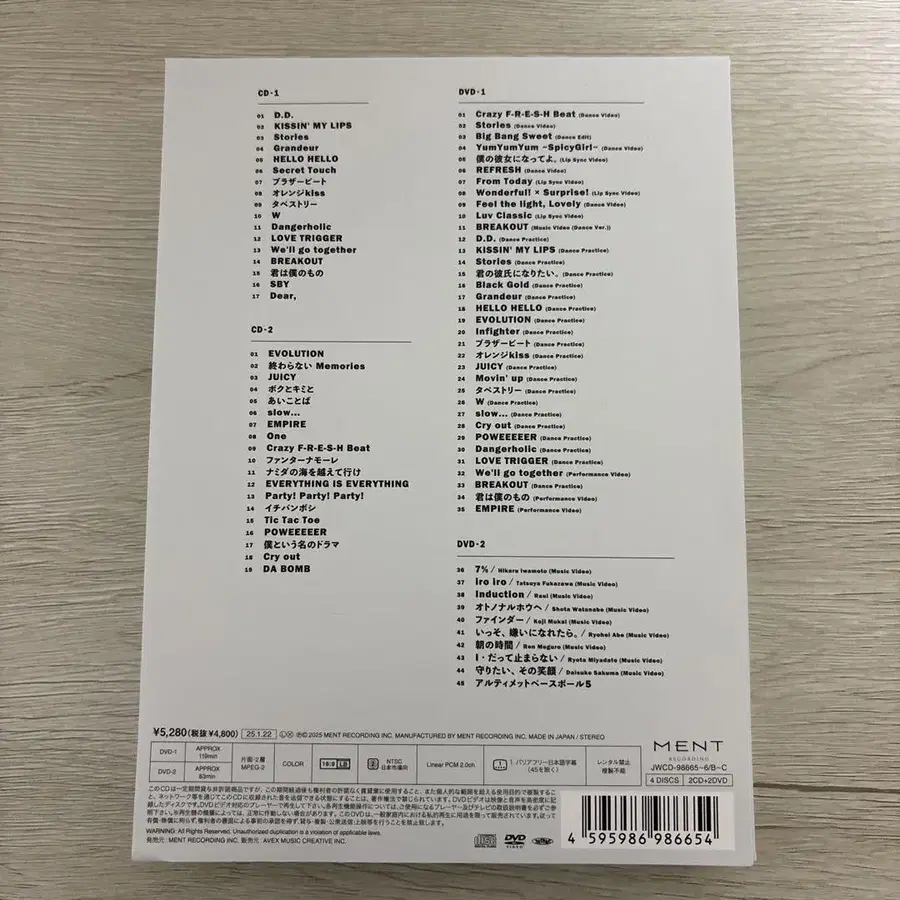 CD-1
01 D.D.
02 KISSIN' MY LIPS
03 Stories
04 Grandeur
05 HELLO HELLO
06 Secret Touch
07 ブラザービート
08 オレンジkiss
09 タペストリー
10 W
11 Dangerholic
12 LOVE TRIGGER
13 We'll go together
14 BREAKOUT
15 君は僕のもの
16 SBY
17 Dear,
CD-2
01 EVOLUTION
02 終わらない Memories
03 JUICY
04 ボクとキミと
05 あいことば
06 slow...
07 EMPIRE
08 One
09 Crazy F-R-E-S-H Beat
10 ファンターナモーレ
11 ナミダの海を越えて行け
12 EVERYTHING IS EVERYTHING
13 Party! Party! Party!
14 イチバンボシ
15 Tic Tac Toe
16 POWEEEEER
17 僕という名のドラマ
18 Cry out
19 DA BOMB
DVD-1
01 Crazy F-R-E-S-H Beat (Dance Video)
02 Stories (Dance Video)
03 Big Bang Sweet (Dance Edit)
04 YumYumYum ~SpicyGirl~ (Dance Video)
05 僕の彼女になってよ。(Lip Sync Video)
06 REFRESH (Dance Video)
07 From Today (Lip Sync Video)
08 Wonderful! × Surprise! (Lip Sync Video)
09 Feel the light, Lovely (Dance Video)
10 Luv Classic (Lip Sync Video)
11 BREAKOUT (Music Video (Dance Ver.))
12 D.D. (Dance Practice)
13 KISSIN' MY LIPS (Dance Practice)
14 Stories (Dance Practice)
15 君の彼氏になりたい。(Dance Practice)
16 Black Gold (Dance Practice)
17 Grandeur (Dance Practice)
18 HELLO HELLO (Dance Practice)
19 EVOLUTION (Dance Practice)
20 Infighter (Dance Practice)
21 ブラザービート (Dance Practice)
22 オレンジkiss (Dance Practice)
23 JUICY (Dance Practice)
24 Movin' up (Dance Practice)
25 タペストリー (Dance Practice)
26 W (Dance Practice)
27 slow... (Dance Practice)
28 Cry out (Dance Practice)
29 POWEEEEER (Dance Practice)
30 Dangerholic (Dance Practice)
31 LOVE TRIGGER (Dance Practice)
32 We'll go together (Performance Video)
33 BREAKOUT (Dance Practice)
34 君は僕のもの (Performance Video)
35 EMPIRE (Performance Video)
DVD-2
36 7% / Hikaru Iwamoto (Music Video)
37 iro iro / Tatsuya Fukazawa (Music Video)
38 Induction / Raul (Music Video)
39 オトノナルホウヘ / Shota Watanabe (Music Video)
40 ファインダー / Koji Mukai (Music Video)
41 いっそ、嫌いになれたら。/ Ryohei Abe (Music Video)
42 朝の時間 / Ren Meguro (Music Video)
43 I・だって止まらない / Ryota Miyadate (Music Video)
44 守りたい、その笑顔 / Daisuke Sakuma (Music Video)
45 アルティメットベースボール5
¥5,280(税抜¥4,800) 25.1.22 ⓁⓍ ℗©2025 MENT RECORDING INC. MANUFACTURED BY MENT RECORDING INC. MADE IN JAPAN / STEREO
DVD-1 APPROX 119min
DVD-2 APPROX 83min
片面・2層 MPEG-2
COLOR
16:9 LB
2 NTSC 日本市場向
Linear PCM 2.0ch
1. バリアフリー日本語字幕 (45を除く)
レンタル禁止 複製不能
MENT
RECORDING
JWCD-98665~6/B~C
4 DISCS 2CD+2DVD
WARNING: All Rights Reserved. Unauthorized duplication is a violation of applicable laws.
発売元: MENT RECORDING INC. 販売元: AVEX MUSIC CREATIVE INC.
DVD VIDEO
4 595986 986654